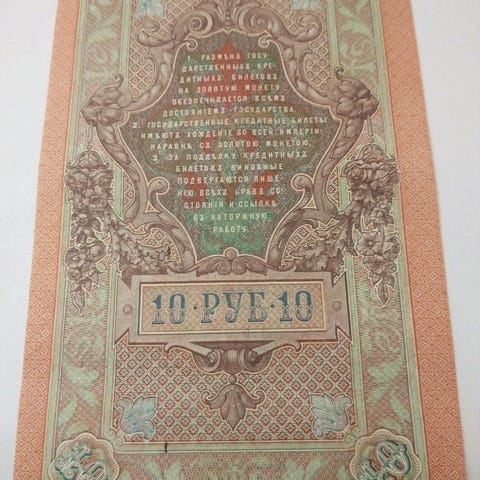 1. РАЗМѢНЪ ГОСУ-
ДАРСТВЕННЫХЪ КРЕ-
ДИТНЫХЪ БИЛЕТОВЪ
НА ЗОЛОТУЮ МОНЕТУ
ОБЕЗПЕЧИВАЕТСЯ ВСѢМЪ
ДОСТОЯНІЕМЪ ГОСУДАРСТВА.
2. ГОСУДАРСТВЕННЫЕ КРЕДИТНЫЕ БИЛЕТЫ
ИМѢЮТЪ ХОЖДЕНІЕ ВО ВСЕЙ ИМПЕРІИ
НАРАВНѢ СЪ ЗОЛОТОЮ МОНЕТОЮ.
3. ЗА ПОДДѢЛКУ КРЕДИТНЫХЪ
БИЛЕТОВЪ ВИНОВНЫЕ
ПОДВЕРГАЮТСЯ ЛИШЕ-
НІЮ ВСѢХЪ ПРАВЪ СО-
СТОЯНІЯ И ССЫЛКѢ
ВЪ КАТОРЖНУЮ
РАБОТУ.
10·РУБ·10
10 10